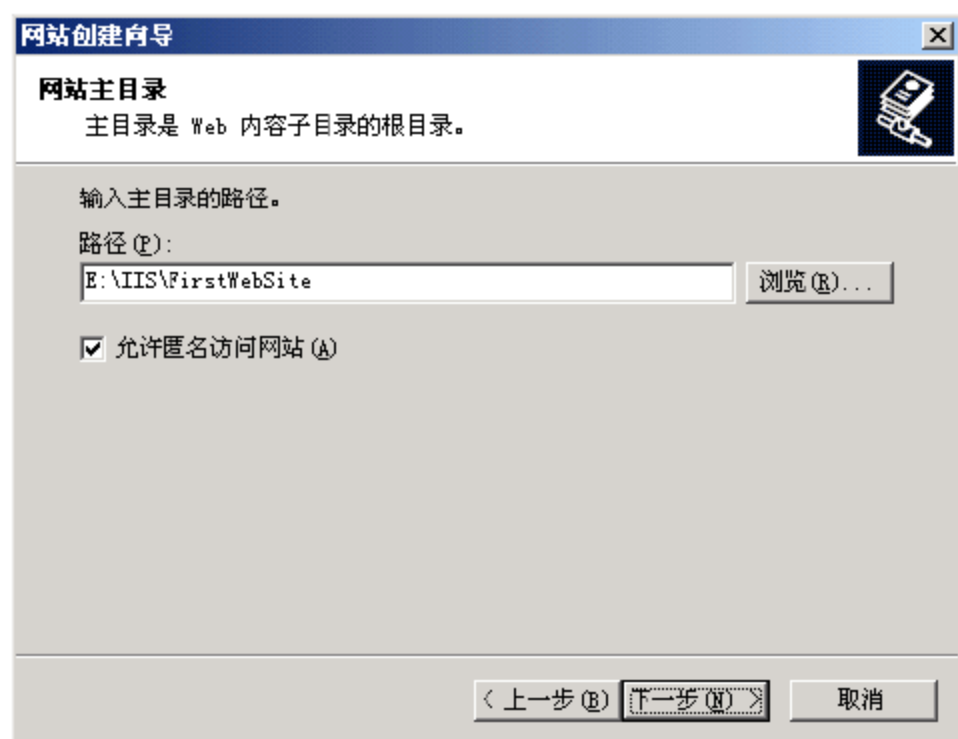 网站创建向导
网站主目录
主目录是 Web 内容子目录的根目录。
输入主目录的路径。
路径(P):
E:\IIS\FirstWebSite
浏览(R)...
允许匿名访问网站(A)
< 上一步(B) 下一步(N) > 取消